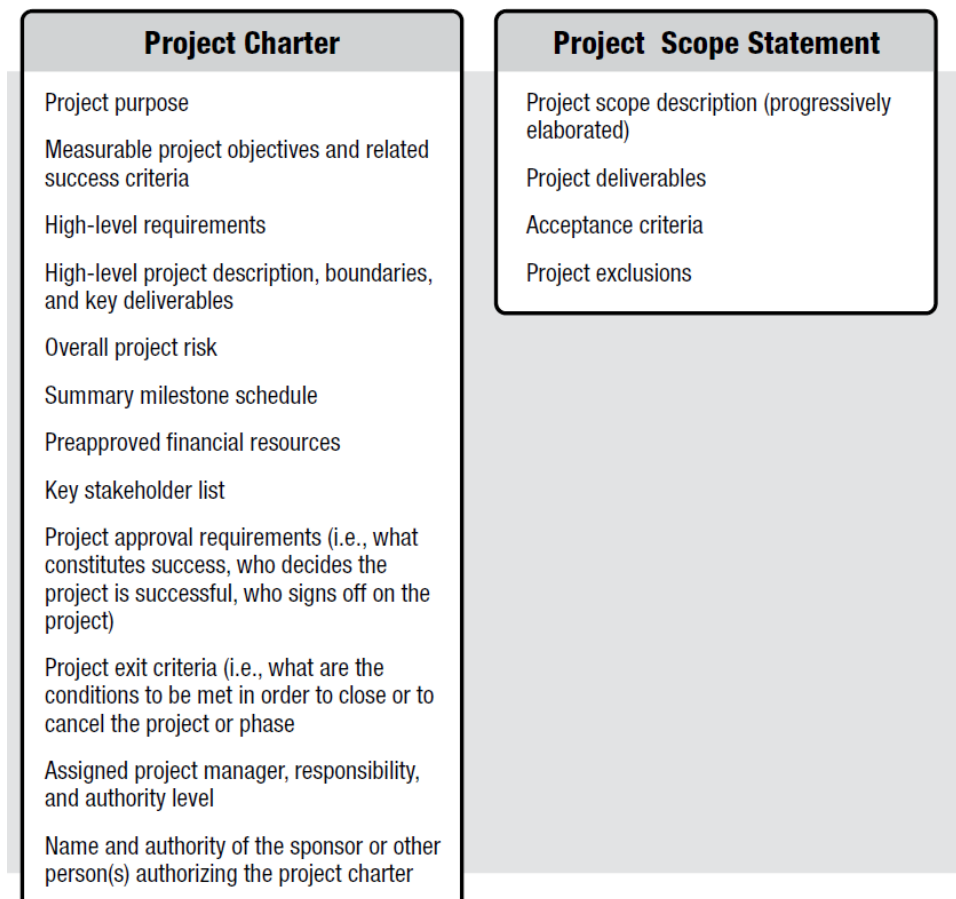 Project Charter
Project purpose
Measurable project objectives and related
success criteria
High-level requirements
High-level project description, boundaries,
and key deliverables
Overall project risk
Summary milestone schedule
Preapproved financial resources
Key stakeholder list
Project approval requirements (i.e., what
constitutes success, who decides the
project is successful, who signs off on the
project)
Project exit criteria (i.e., what are the
conditions to be met in order to close or to
cancel the project or phase
Assigned project manager, responsibility,
and authority level
Name and authority of the sponsor or other
person(s) authorizing the project charter
Project Scope Statement
Project scope description (progressively
elaborated)
Project deliverables
Acceptance criteria
Project exclusions